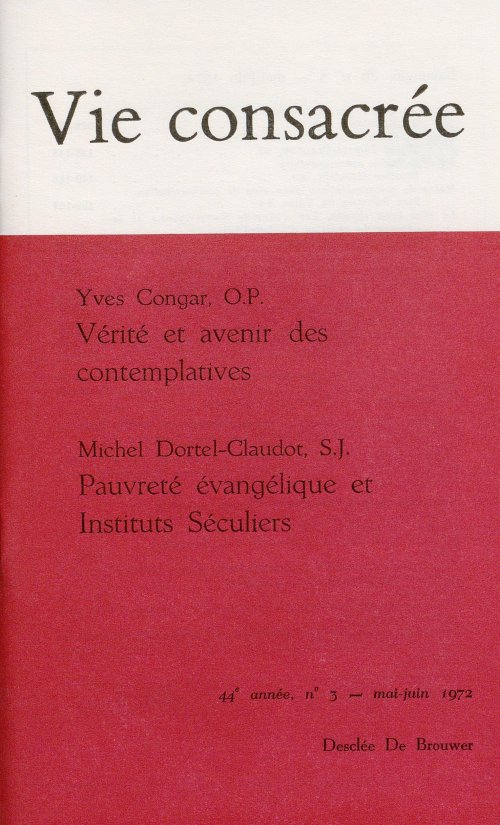 Vie consacrée
Yves Congar, O.P.
Vérité et avenir des
contemplatives
Michel Dortel-Claudot, S.J.
Pauvreté évangélique et
Instituts Séculiers
44e année, n° 3 — mai-juin 1972
Desclée De Brouwer